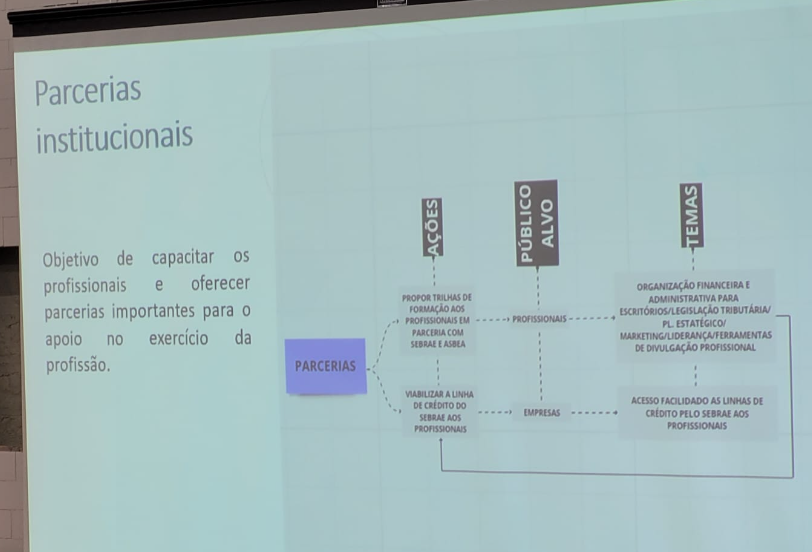 Parcerias
institucionais
Objetivo de capacitar os
profissionais e oferecer
parcerias importantes para o
apoio no exercício da
profissão.
AÇÕES
PÚBLICO
ALVO
TEMAS
PARCERIAS
PROPOR TRILHAS DE
FORMAÇÃO AOS
PROFISSIONAIS EM
PARCERIA COM
SEBRAE E ASBEA
PROFISSIONAIS
ORGANIZAÇÃO FINANCEIRA E
ADMINISTRATIVA PARA
ESCRITÓRIOS/LEGISLAÇÃO TRIBUTÁRIA/
PL. ESTATÉGICO/
MARKETING/LIDERANÇA/FERRAMENTAS
DE DIVULGAÇÃO PROFISSIONAL
VIABILIZAR A LINHA
DE CRÉDITO DO
SEBRAE AOS
PROFISSIONAIS
EMPRESAS
ACESSO FACILIDADO AS LINHAS DE
CRÉDITO PELO SEBRAE AOS
PROFISSIONAIS